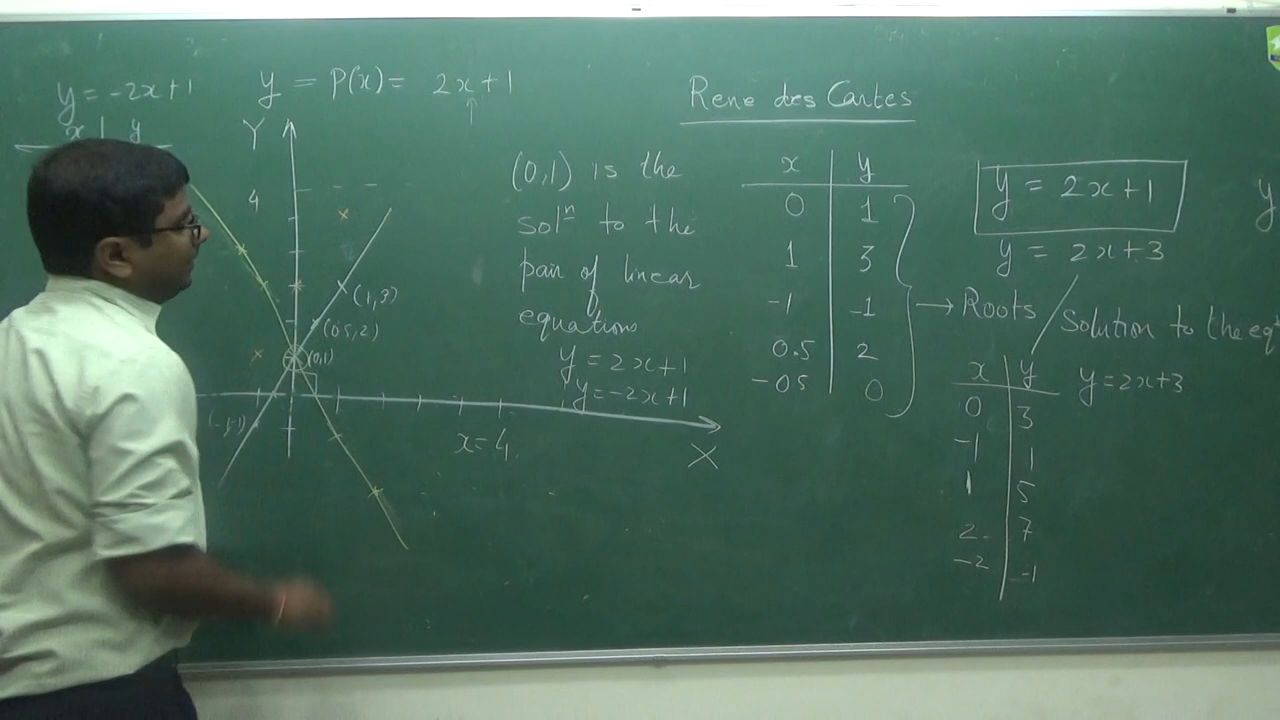 y = -2x+1
x | y
y = P(x) = 2x+1
Y
4
(1,3)
(0.5,2)
(0,1)
x=4
X
(0,1) is the
solⁿ to the
pair of linear
equations
y = 2x+1
y = -2x+1
Rene des Cartes
x | y
0 | 1
1 | 3
-1 | -1
0.5 | 2
-0.5 | 0
→ Roots
y = 2x+1
y = 2x+3
y
Solution to the eq
y=2x+3
x | y
0 | 3
-1 | 1
1 | 5
2 | 7
-2 | -1